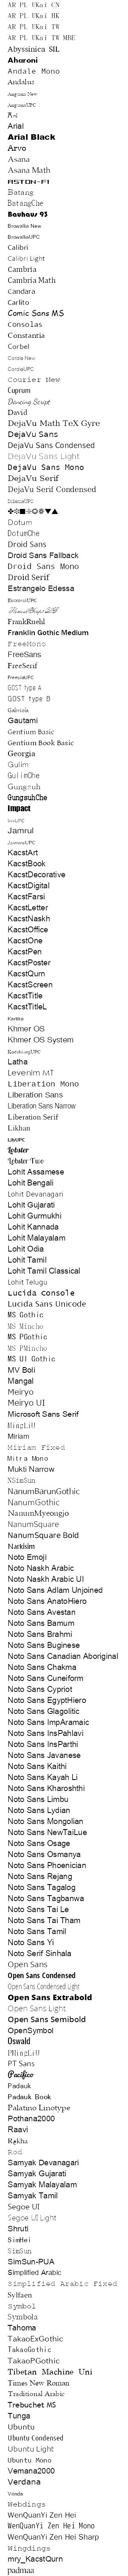 AR PL UKai CN
AR PL UKai HK
AR PL UKai TW
AR PL UKai TW MBE
Abyssinica SIL
Aharoni
Andale Mono
Andalus
Angsana New
AngsanaUPC
Arial
Arial Black
Arvo
Asana
Asana Math
Batang
BatangChe
Bauhaus 93
Browallia New
BrowalliaUPC
Calibri
Calibri Light
Cambria
Cambria Math
Candara
Carlito
Comic Sans MS
Consolas
Constantia
Corbel
Cordia New
CordiaUPC
Courier New
Cuprum
Dancing Script
David
DejaVu Math TeX Gyre
DejaVu Sans
DejaVu Sans Condensed
DejaVu Sans Light
DejaVu Sans Mono
DejaVu Serif
DejaVu Serif Condensed
DilleniaUPC
Dotum
DotumChe
Droid Sans
Droid Sans Fallback
Droid Sans Mono
Droid Serif
Estrangelo Edessa
EucrosiaUPC
FrankRuehl
Franklin Gothic Medium
FreeMono
FreeSans
FreeSerif
FreesiaUPC
GOST type A
GOST type B
Gabriola
Gautami
Gentium Basic
Gentium Book Basic
Georgia
Gulim
GulimChe
Gungsuh
GungsuhChe
Impact
IrisUPC
Jamrul
JasmineUPC
KacstArt
KacstBook
KacstDecorative
KacstDigital
KacstFarsi
KacstLetter
KacstNaskh
KacstOffice
KacstOne
KacstPen
KacstPoster
KacstQurn
KacstScreen
KacstTitle
KacstTitleL
Kartika
Khmer OS
Khmer OS System
KodchiangUPC
Latha
Levenim MT
Liberation Mono
Liberation Sans
Liberation Sans Narrow
Liberation Serif
Likhan
LilyUPC
Lobster
Lobster Two
Lohit Assamese
Lohit Bengali
Lohit Devanagari
Lohit Gujarati
Lohit Gurmukhi
Lohit Kannada
Lohit Malayalam
Lohit Odia
Lohit Tamil
Lohit Tamil Classical
Lohit Telugu
Lucida Console
Lucida Sans Unicode
MS Gothic
MS Mincho
MS PGothic
MS PMincho
MS UI Gothic
MV Boli
Mangal
Meiryo
Meiryo UI
Microsoft Sans Serif
MingLiU
Miriam
Miriam Fixed
Mitra Mono
Mukti Narrow
NSimSun
NanumBarunGothic
NanumGothic
NanumMyeongjo
NanumSquare
NanumSquare Bold
Narkisim
Noto Emoji
Noto Naskh Arabic
Noto Naskh Arabic UI
Noto Sans Adlam Unjoined
Noto Sans AnatoHiero
Noto Sans Avestan
Noto Sans Bamum
Noto Sans Brahmi
Noto Sans Buginese
Noto Sans Canadian Aboriginal
Noto Sans Chakma
Noto Sans Cuneiform
Noto Sans Cypriot
Noto Sans EgyptHiero
Noto Sans Glagolitic
Noto Sans ImpAramaic
Noto Sans InsPahlavi
Noto Sans InsParthi
Noto Sans Javanese
Noto Sans Kaithi
Noto Sans Kayah Li
Noto Sans Kharoshthi
Noto Sans Limbu
Noto Sans Lydian
Noto Sans Mongolian
Noto Sans NewTaiLue
Noto Sans Osage
Noto Sans Osmanya
Noto Sans Phoenician
Noto Sans Rejang
Noto Sans Tagalog
Noto Sans Tagbanwa
Noto Sans Tai Le
Noto Sans Tai Tham
Noto Sans Tamil
Noto Sans Yi
Noto Serif Sinhala
Open Sans
Open Sans Condensed
Open Sans Condensed Light
Open Sans Extrabold
Open Sans Light
Open Sans Semibold
OpenSymbol
Oswald
PMingLiU
PT Sans
Pacifico
Padauk
Padauk Book
Palatino Linotype
Pothana2000
Raavi
Rekha
Rod
Samyak Devanagari
Samyak Gujarati
Samyak Malayalam
Samyak Tamil
Segoe UI
Segoe UI Light
Shruti
SimHei
SimSun
SimSun-PUA
Simplified Arabic
Simplified Arabic Fixed
Sylfaen
Symbol
Symbola
Tahoma
TakaoExGothic
TakaoGothic
TakaoPGothic
Tibetan Machine Uni
Times New Roman
Traditional Arabic
Trebuchet MS
Tunga
Ubuntu
Ubuntu Condensed
Ubuntu Light
Ubuntu Mono
Vemana2000
Verdana
Vrinda
Webdings
WenQuanYi Zen Hei
WenQuanYi Zen Hei Mono
WenQuanYi Zen Hei Sharp
Wingdings
mry_KacstQurn
padmaa